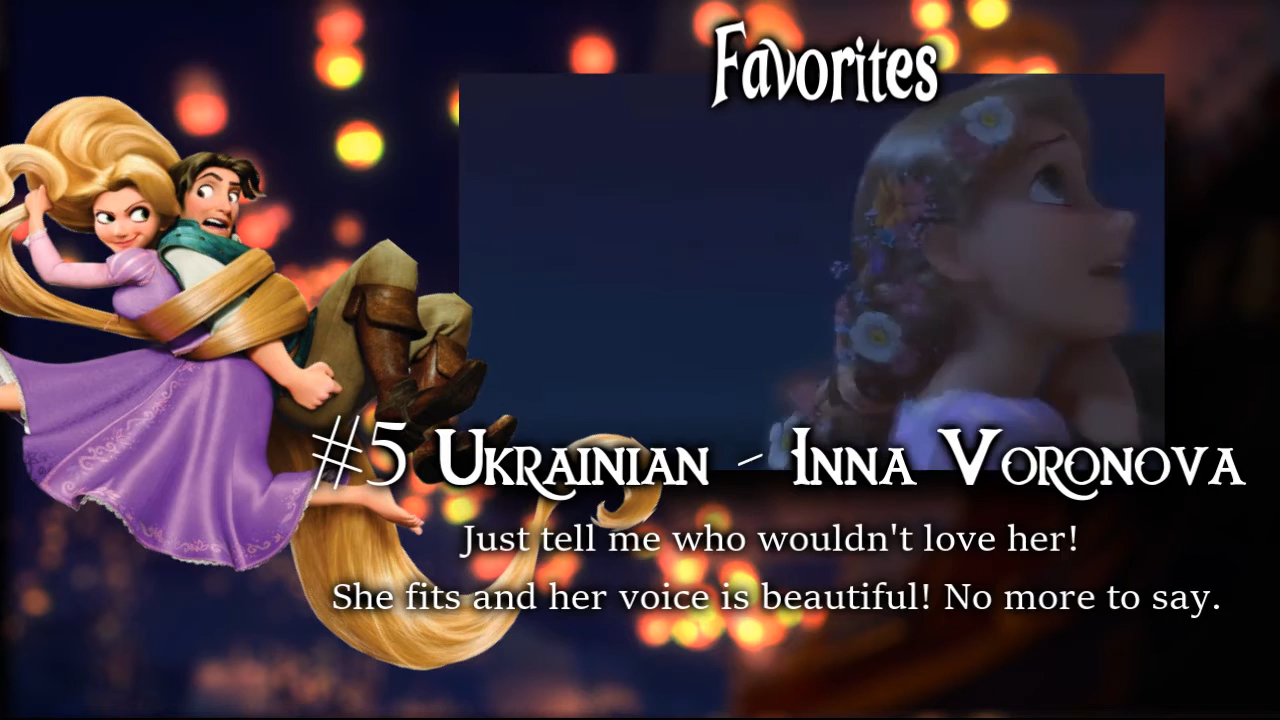 Favorites
#5 Ukrainian - Inna Voronova
Just tell me who wouldn't love her!
She fits and her voice is beautiful! No more to say.